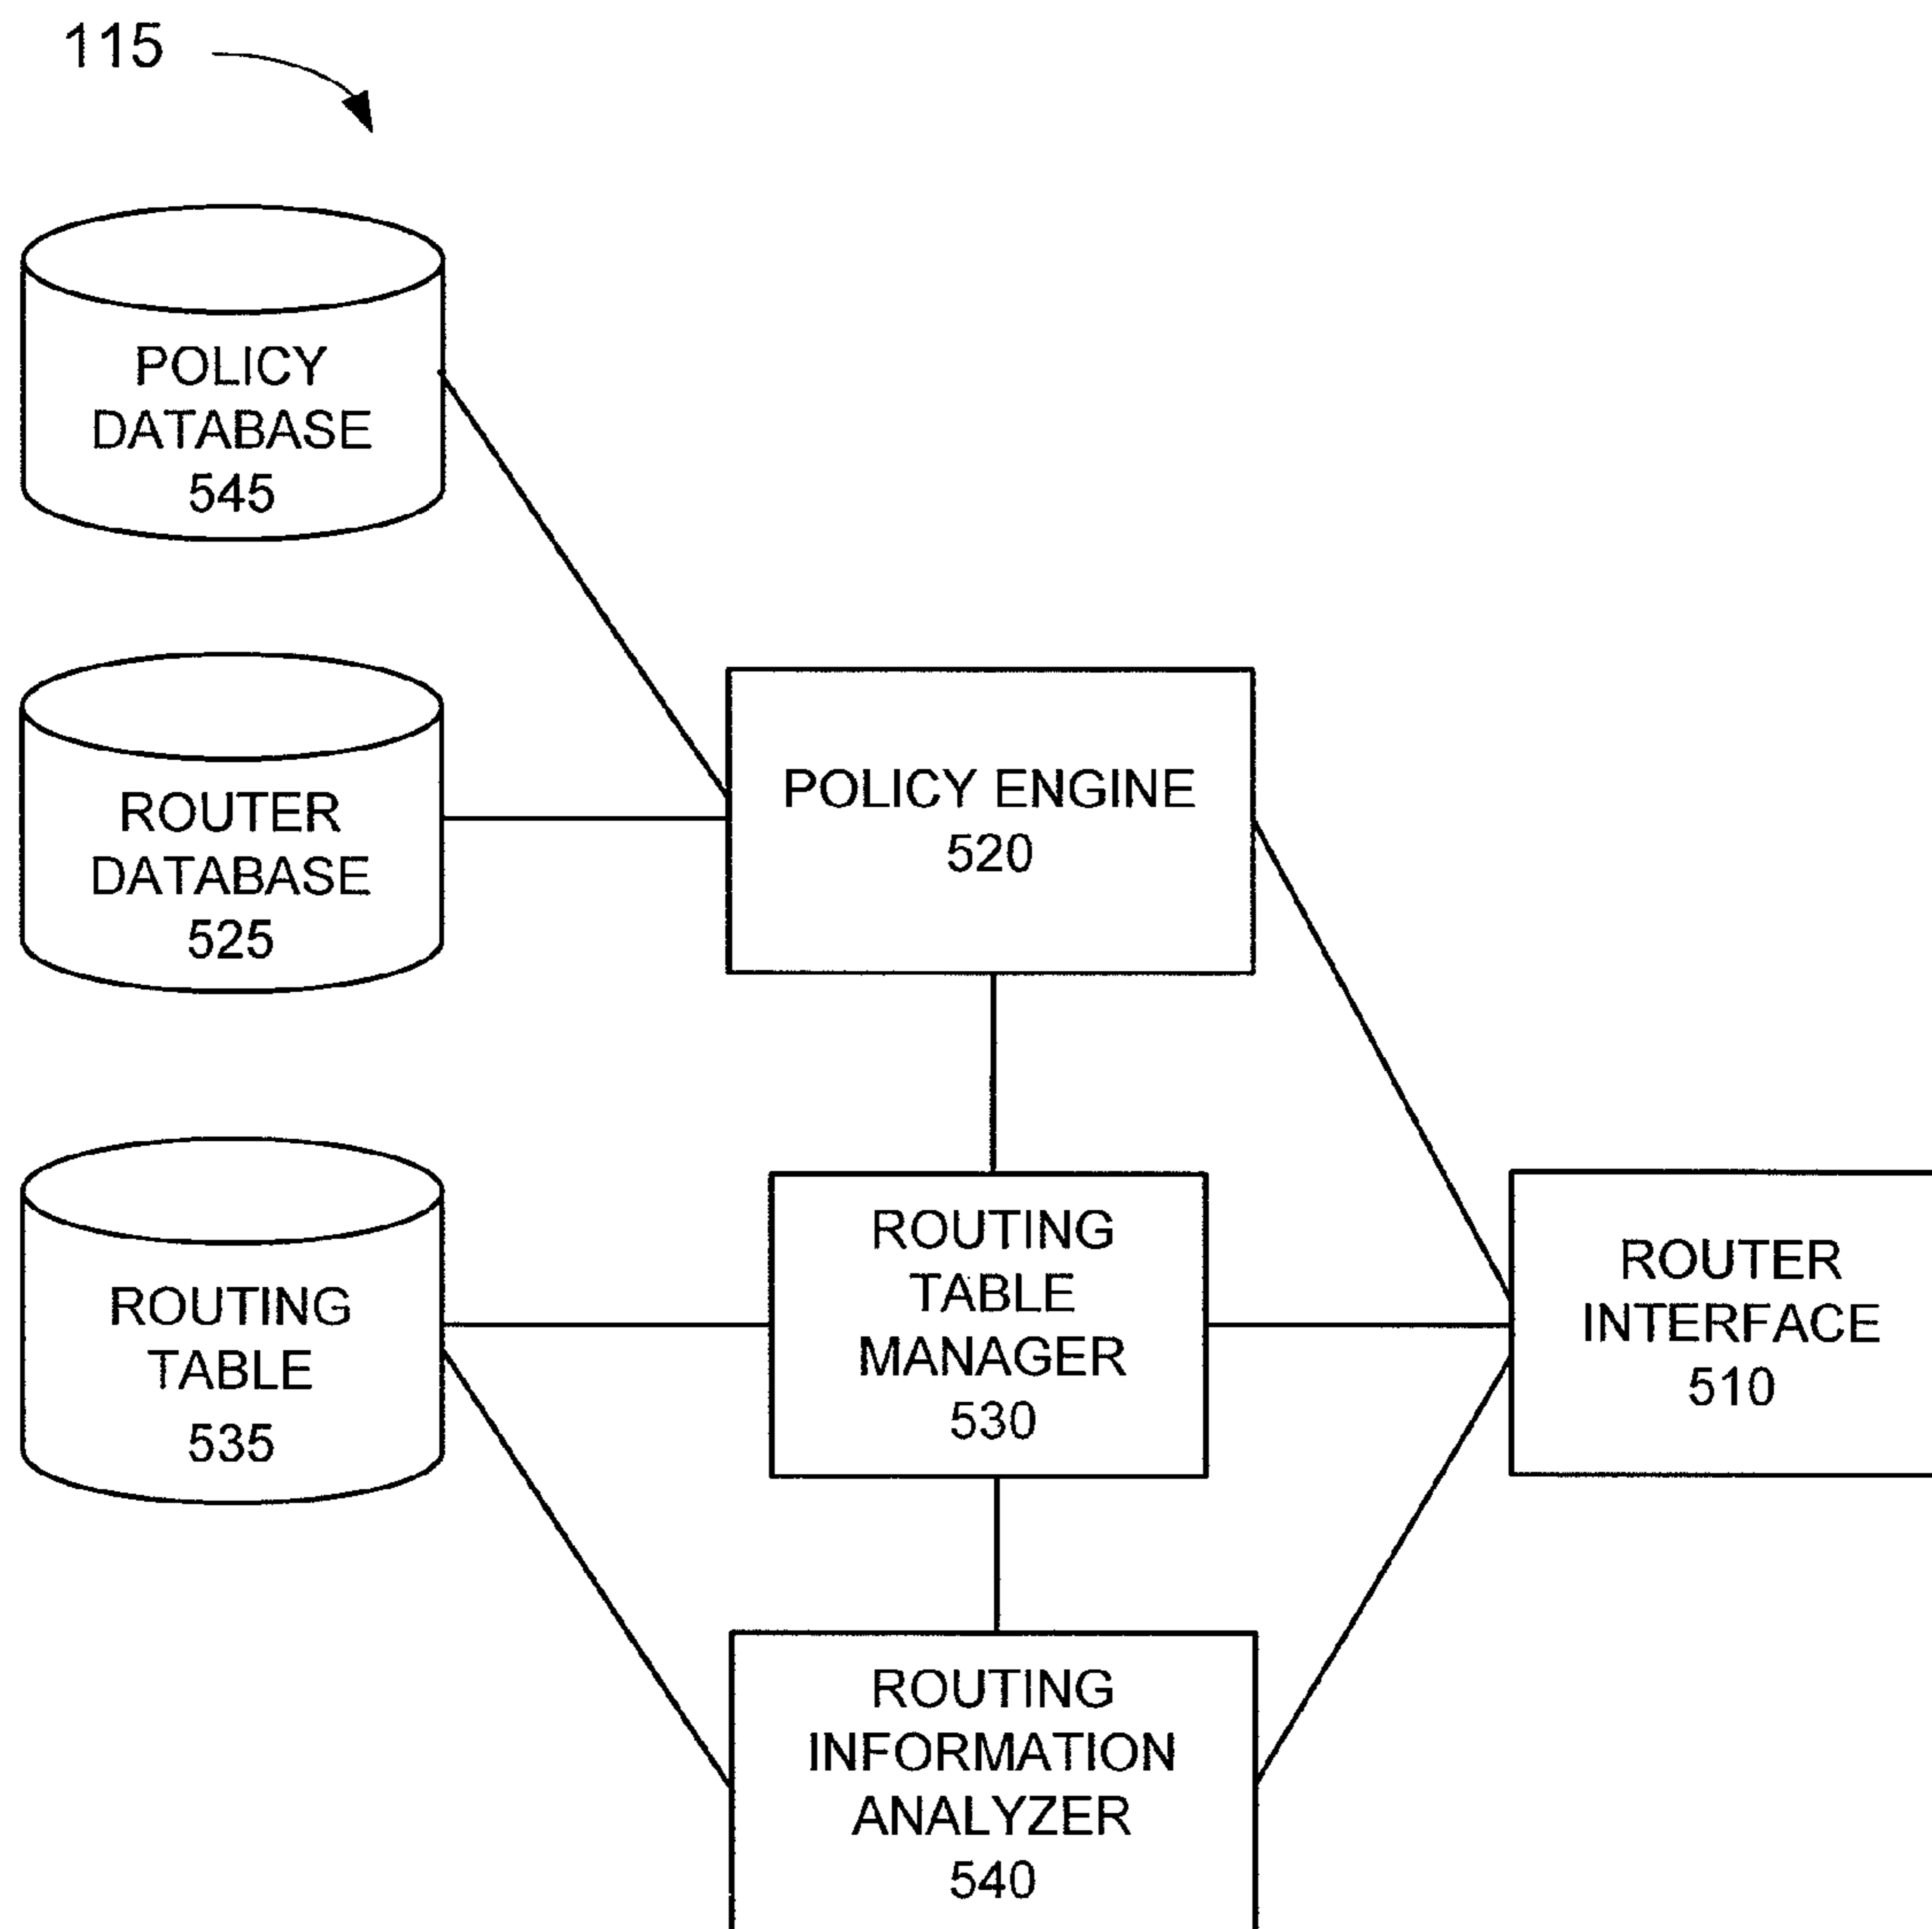 115
POLICY
DATABASE
545
ROUTER
DATABASE
525
POLICY ENGINE
520
ROUTING
TABLE
535
ROUTING
TABLE
MANAGER
530
ROUTER
INTERFACE
510
ROUTING
INFORMATION
ANALYZER
540